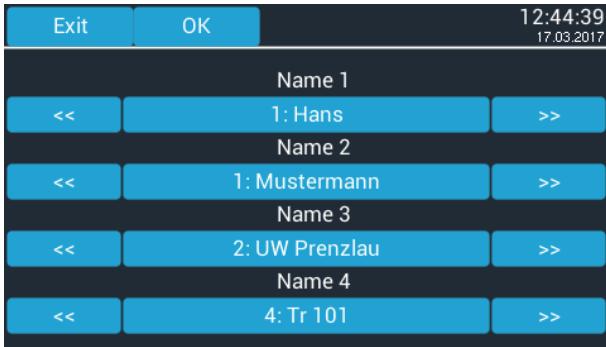 Exit OK 12:44:39
17.03.2017
Name 1
<< 1: Hans >>
Name 2
<< 1: Mustermann >>
Name 3
<< 2: UW Prenzlau >>
Name 4
<< 4: Tr 101 >>